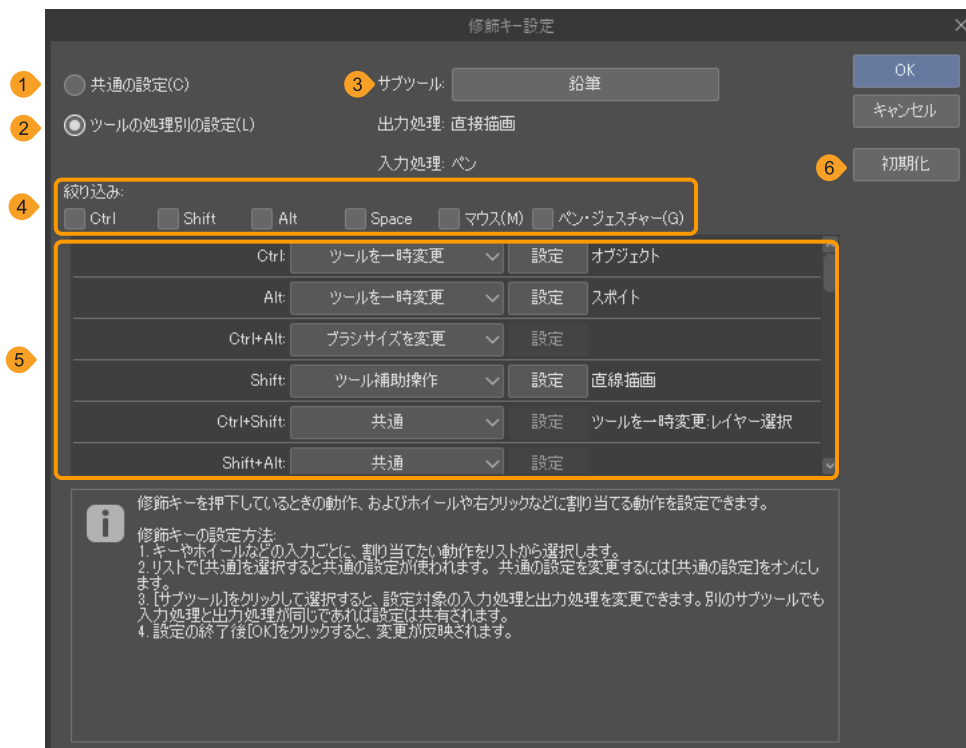 修飾キー設定
1 共通の設定(C)
3 サブツール: 鉛筆
OK
2 ツールの処理別の設定(L)
出力処理: 直接描画
キャンセル
入力処理: ペン
6 初期化
4 絞り込み:
Ctrl Shift Alt Space マウス(M) ペン・ジェスチャー(G)
5
Ctrl: ツールを一時変更 設定 オブジェクト
Alt: ツールを一時変更 設定 スポイト
Ctrl+Alt: ブラシサイズを変更 設定
Shift: ツール補助操作 設定 直線描画
Ctrl+Shift: 共通 設定 ツールを一時変更:レイヤー選択
Shift+Alt: 共通 設定
修飾キーを押下しているときの動作、およびホイールや右クリックなどに割り当てる動作を設定できます。
修飾キーの設定方法:
1. キーやホイールなどの入力ごとに、割り当てたい動作をリストから選択します。
2. リストで[共通]を選択すると共通の設定が使われます。共通の設定を変更するには[共通の設定]をオンにし
ます。
3. [サブツール]をクリックして選択すると、設定対象の入力処理と出力処理を変更できます。別のサブツールでも
入力処理と出力処理が同じであれば設定は共有されます。
4. 設定の終了後[OK]をクリックすると、変更が反映されます。